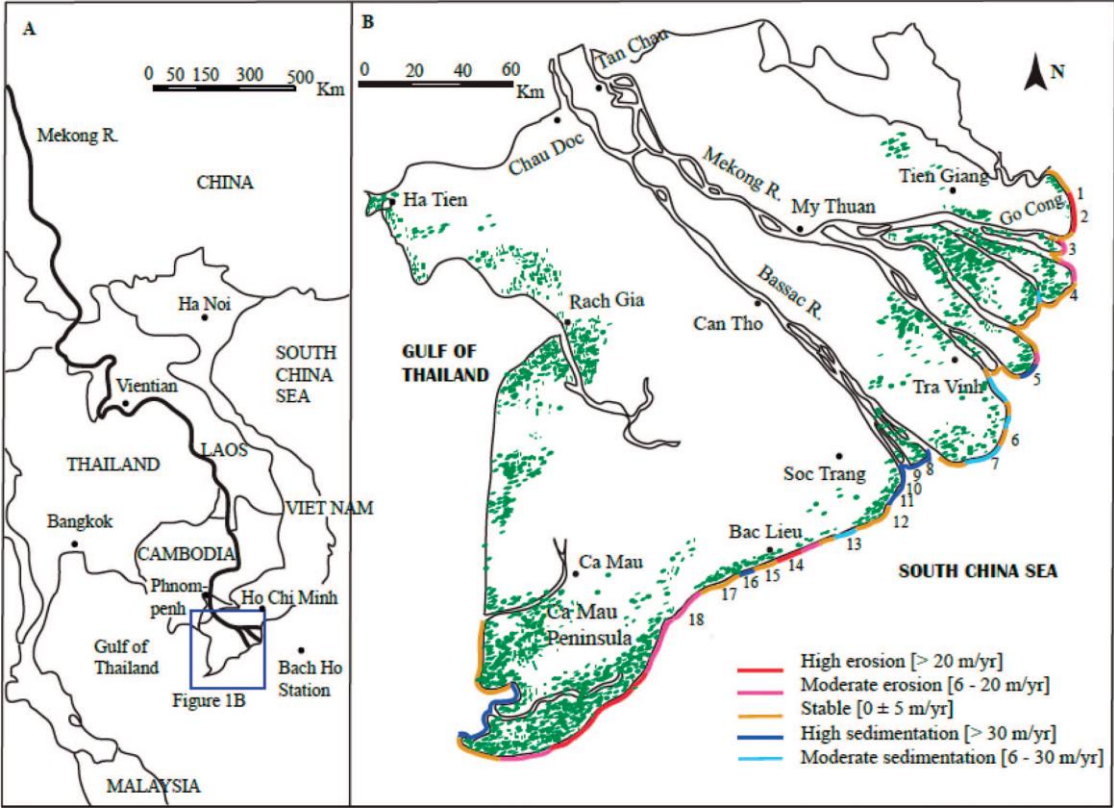 A
0 50 150 300 500
Km
Mekong R.
CHINA
Ha Noi
SOUTH
CHINA
SEA
Vientian
LAOS
THAILAND
VIET NAM
Bangkok
CAMBODIA
Phnom-
penh
Ho Chi Minh
Gulf of
Thailand
Bach Ho
Station
Figure 1B
MALAYSIA
B
0 20 40 60
Km
N
Tan Chau
Chau Doc
Mekong R.
Tien Giang
Ha Tien
My Thuan
Go Cong
1
2
3
4
Rach Gia
Bassac R.
Can Tho
GULF OF
THAILAND
Tra Vinh
5
6
7
Soc Trang
8
9
10
11
12
Bac Lieu
13
14
15
16
17
18
SOUTH CHINA SEA
Ca Mau
Ca Mau
Peninsula
High erosion [> 20 m/yr]
Moderate erosion [6 - 20 m/yr]
Stable [0 ± 5 m/yr]
High sedimentation [> 30 m/yr]
Moderate sedimentation [6 - 30 m/yr]